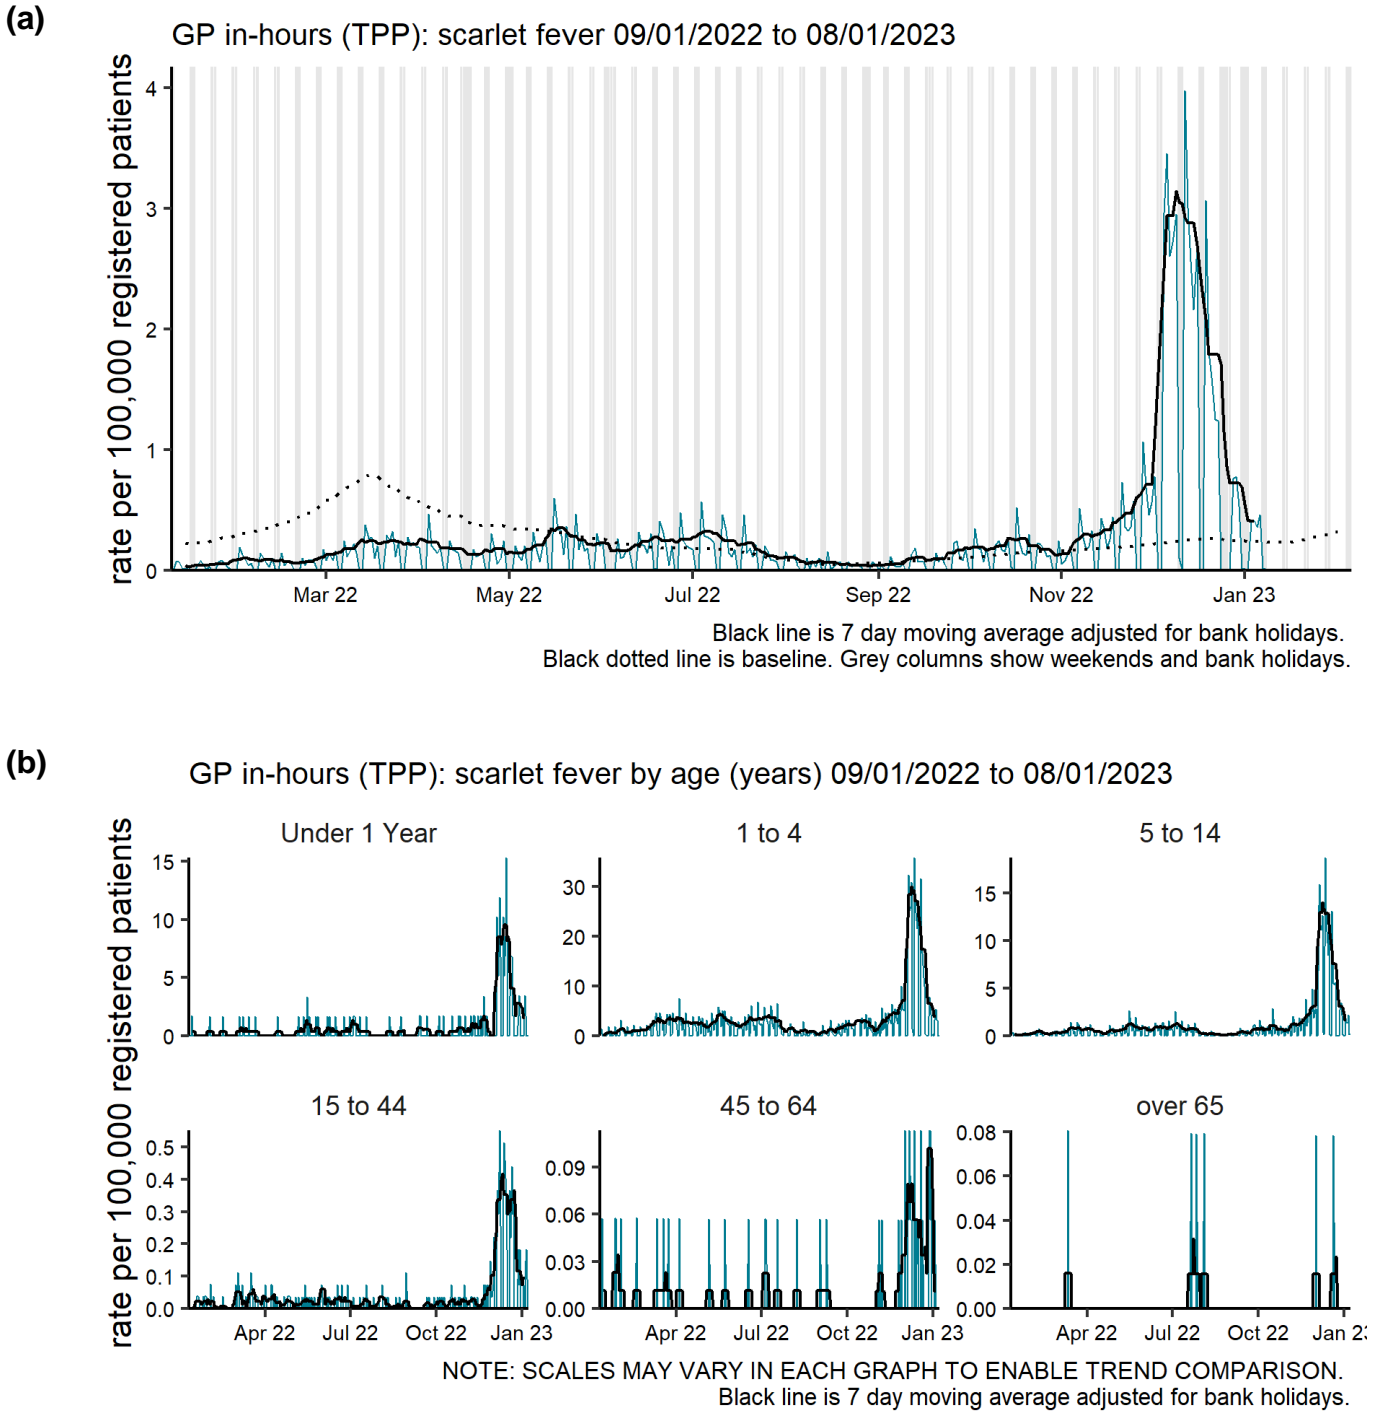 (a)
GP in-hours (TPP): scarlet fever 09/01/2022 to 08/01/2023
rate per 100,000 registered patients
4
3
2
1
0
Mar 22 May 22 Jul 22 Sep 22 Nov 22 Jan 23
Black line is 7 day moving average adjusted for bank holidays.
Black dotted line is baseline. Grey columns show weekends and bank holidays.
(b)
GP in-hours (TPP): scarlet fever by age (years) 09/01/2022 to 08/01/2023
rate per 100,000 registered patients
Under 1 Year
15
10
5
0
1 to 4
30
20
10
0
5 to 14
15
10
5
0
15 to 44
0.5
0.4
0.3
0.2
0.1
0.0
Apr 22 Jul 22 Oct 22 Jan 23
45 to 64
0.09
0.06
0.03
0.00
Apr 22 Jul 22 Oct 22 Jan 23
over 65
0.08
0.06
0.04
0.02
0.00
Apr 22 Jul 22 Oct 22 Jan 2
NOTE: SCALES MAY VARY IN EACH GRAPH TO ENABLE TREND COMPARISON.
Black line is 7 day moving average adjusted for bank holidays.